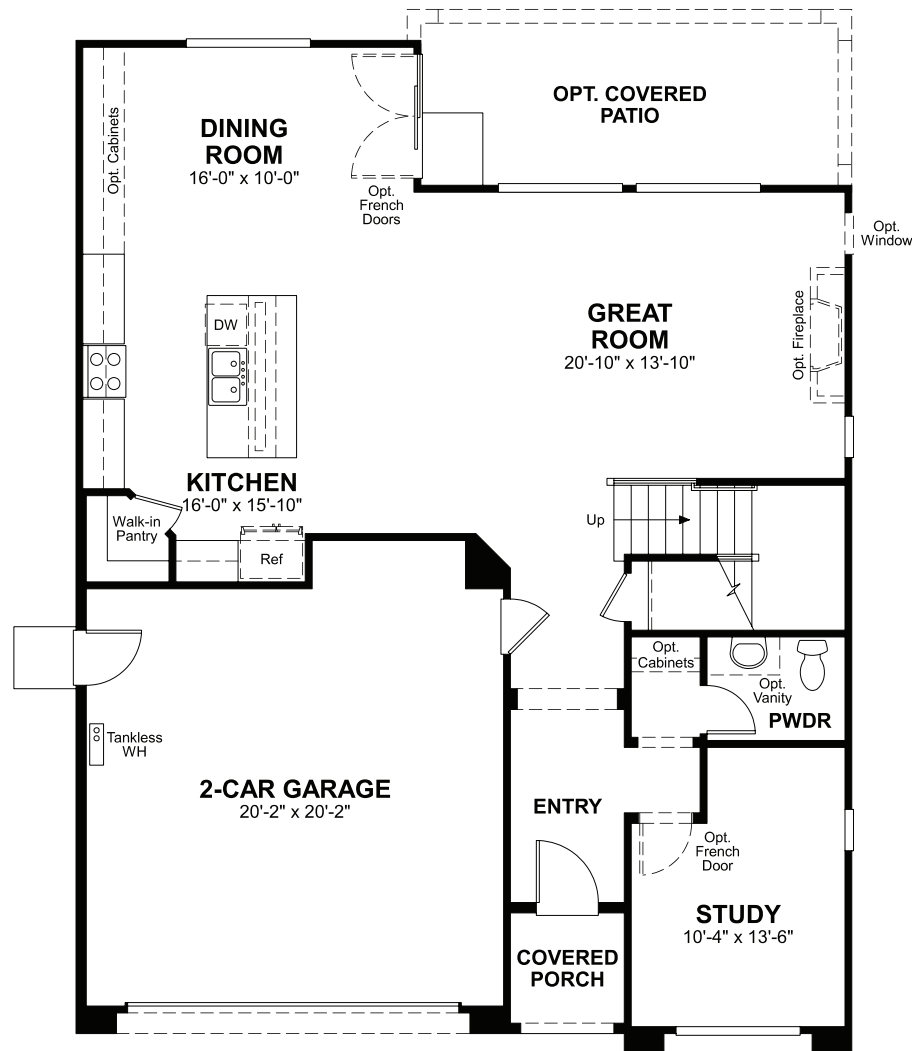 OPT. COVERED
PATIO
DINING
ROOM
16'-0" x 10'-0"
Opt. Cabinets
Opt.
French
Doors
Opt.
Window
GREAT
ROOM
20'-10" x 13'-10"
Opt. Fireplace
DW
KITCHEN
16'-0" x 15'-10"
Walk-in
Pantry
Ref
Up
Opt.
Cabinets
Opt.
Vanity
PWDR
Tankless
WH
2-CAR GARAGE
20'-2" x 20'-2"
ENTRY
Opt.
French
Door
STUDY
10'-4" x 13'-6"
COVERED
PORCH